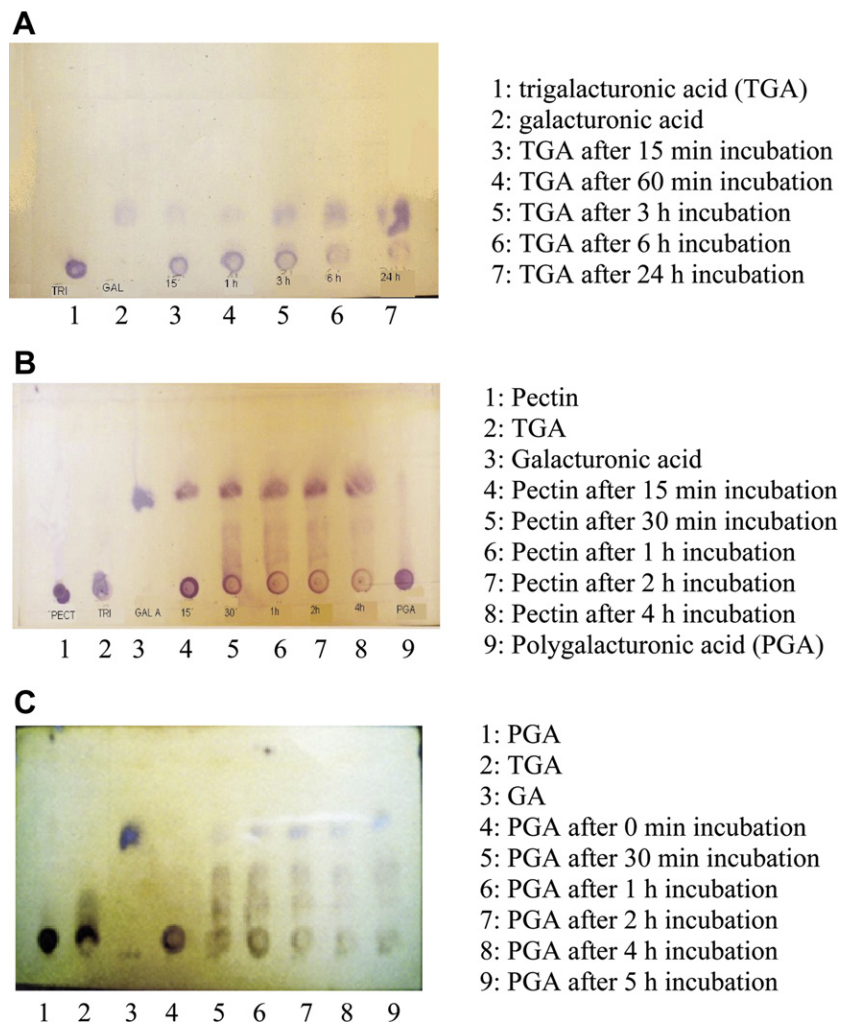 A
TRI GAL 15' 1 h 3 h 6 h 24 h
1 2 3 4 5 6 7
1: trigalacturonic acid (TGA)
2: galacturonic acid
3: TGA after 15 min incubation
4: TGA after 60 min incubation
5: TGA after 3 h incubation
6: TGA after 6 h incubation
7: TGA after 24 h incubation
B
PECT TRI GAL A 15' 30' 1h 2h 4h PGA
1 2 3 4 5 6 7 8 9
1: Pectin
2: TGA
3: Galacturonic acid
4: Pectin after 15 min incubation
5: Pectin after 30 min incubation
6: Pectin after 1 h incubation
7: Pectin after 2 h incubation
8: Pectin after 4 h incubation
9: Polygalacturonic acid (PGA)
C
1 2 3 4 5 6 7 8 9
1: PGA
2: TGA
3: GA
4: PGA after 0 min incubation
5: PGA after 30 min incubation
6: PGA after 1 h incubation
7: PGA after 2 h incubation
8: PGA after 4 h incubation
9: PGA after 5 h incubation